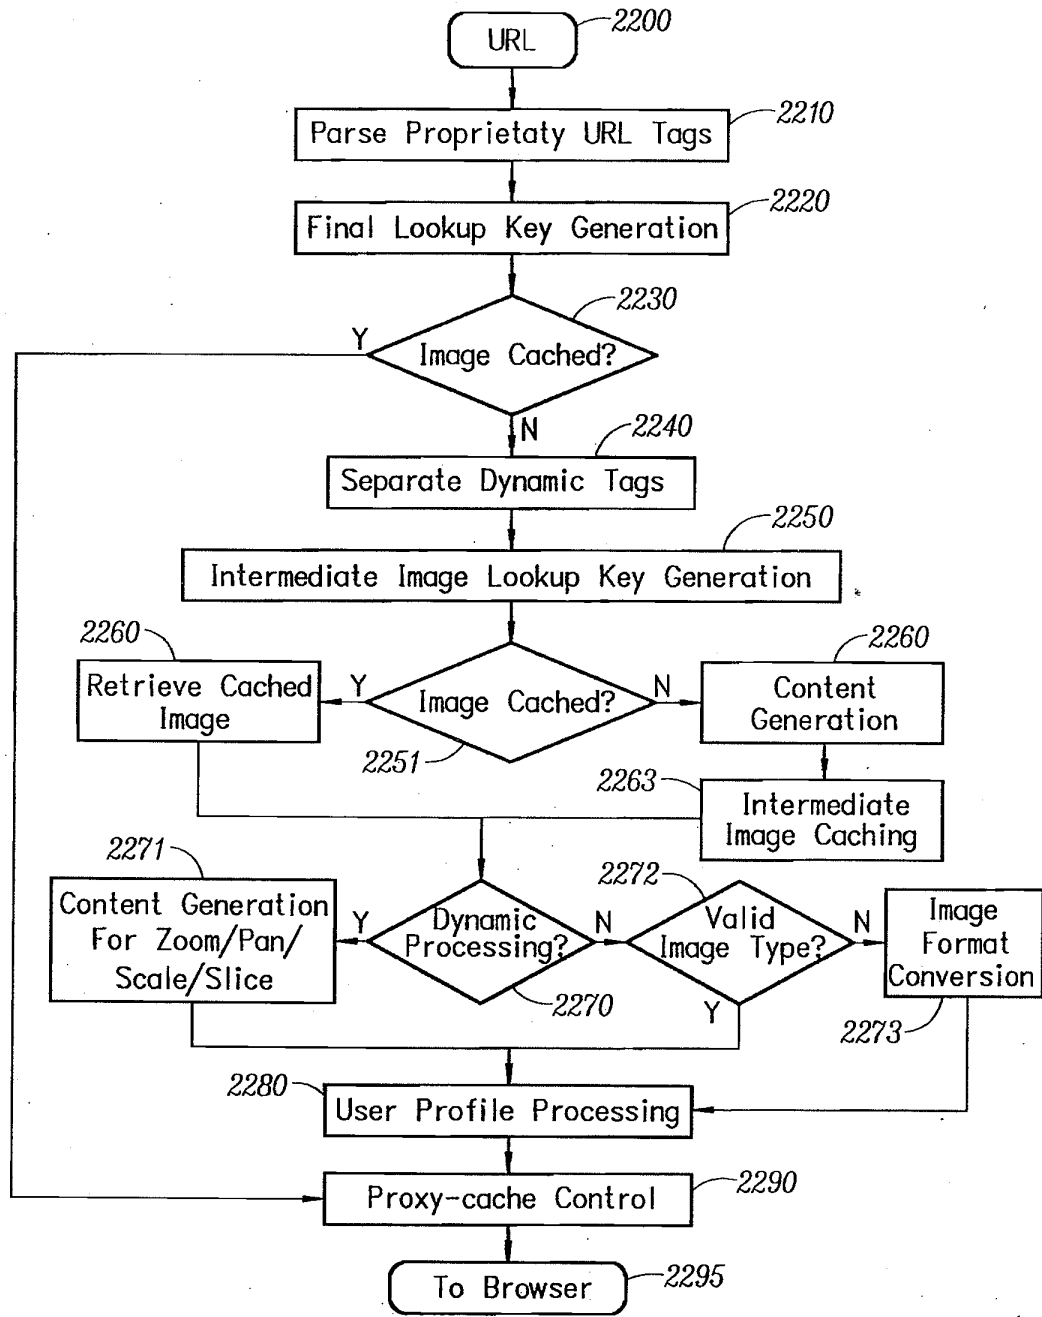 URL
2200
Parse Proprietaty URL Tags
2210
Final Lookup Key Generation
2220
2230
Y
Image Cached?
N
2240
Separate Dynamic Tags
2250
Intermediate Image Lookup Key Generation
2260
Retrieve Cached
Image
Y
Image Cached?
N
2251
2260
Content
Generation
2263
Intermediate
Image Caching
2271
Content Generation
For Zoom/Pan/
Scale/Slice
Y
Dynamic
Processing?
N
2270
2272
Valid
Image Type?
N
Y
Image
Format
Conversion
2273
2280
User Profile Processing
Proxy-cache Control
2290
To Browser
2295